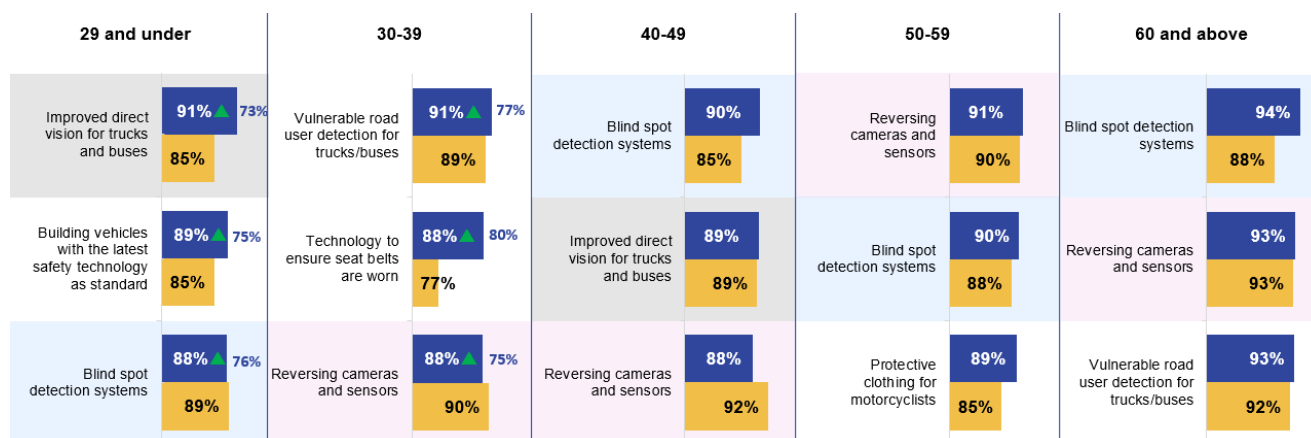 29 and under
30-39
40-49
50-59
60 and above
Improved direct
vision for trucks
and buses
91%
73%
85%
Vulnerable road
user detection for
trucks/buses
91%
77%
89%
Blind spot
detection systems
90%
85%
Reversing
cameras and
sensors
91%
90%
Blind spot detection
systems
94%
88%
Building vehicles
with the latest
safety technology
as standard
89%
75%
85%
Technology to
ensure seat belts
are worn
88%
80%
77%
Improved direct
vision for trucks
and buses
89%
89%
Blind spot
detection systems
90%
88%
Reversing cameras
and sensors
93%
93%
Blind spot
detection systems
88%
76%
89%
Reversing cameras
and sensors
88%
75%
90%
Reversing cameras
and sensors
88%
92%
Protective
clothing for
motorcyclists
89%
85%
Vulnerable road
user detection for
trucks/buses
93%
92%